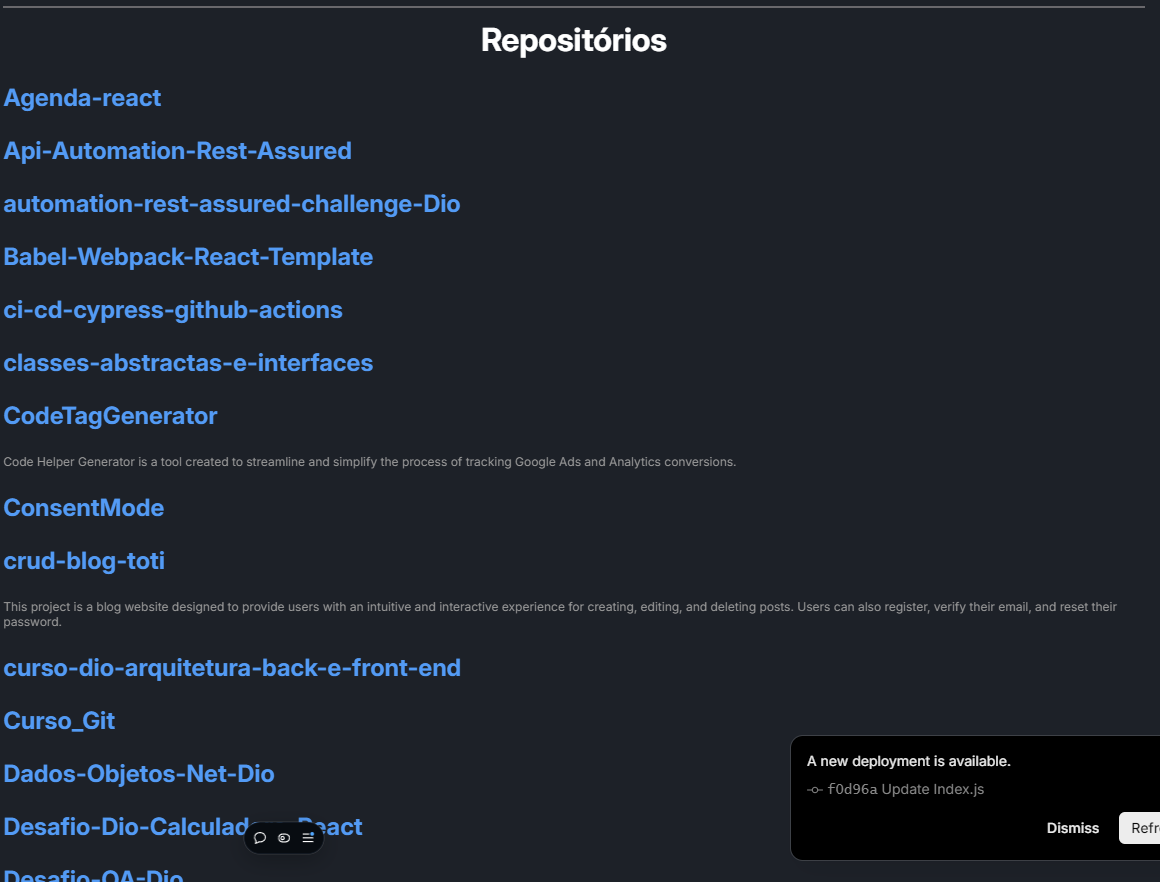 Repositórios
Agenda-react
Api-Automation-Rest-Assured
automation-rest-assured-challenge-Dio
Babel-Webpack-React-Template
ci-cd-cypress-github-actions
classes-abstractas-e-interfaces
CodeTagGenerator
Code Helper Generator is a tool created to streamline and simplify the process of tracking Google Ads and Analytics conversions.
ConsentMode
crud-blog-toti
This project is a blog website designed to provide users with an intuitive and interactive experience for creating, editing, and deleting posts. Users can also register, verify their email, and reset their
password.
curso-dio-arquitetura-back-e-front-end
Curso_Git
Dados-Objetos-Net-Dio
Desafio-Dio-Calculad React
Desafio-QA-Dio
A new deployment is available.
f0d96a Update Index.js
Dismiss
Refr